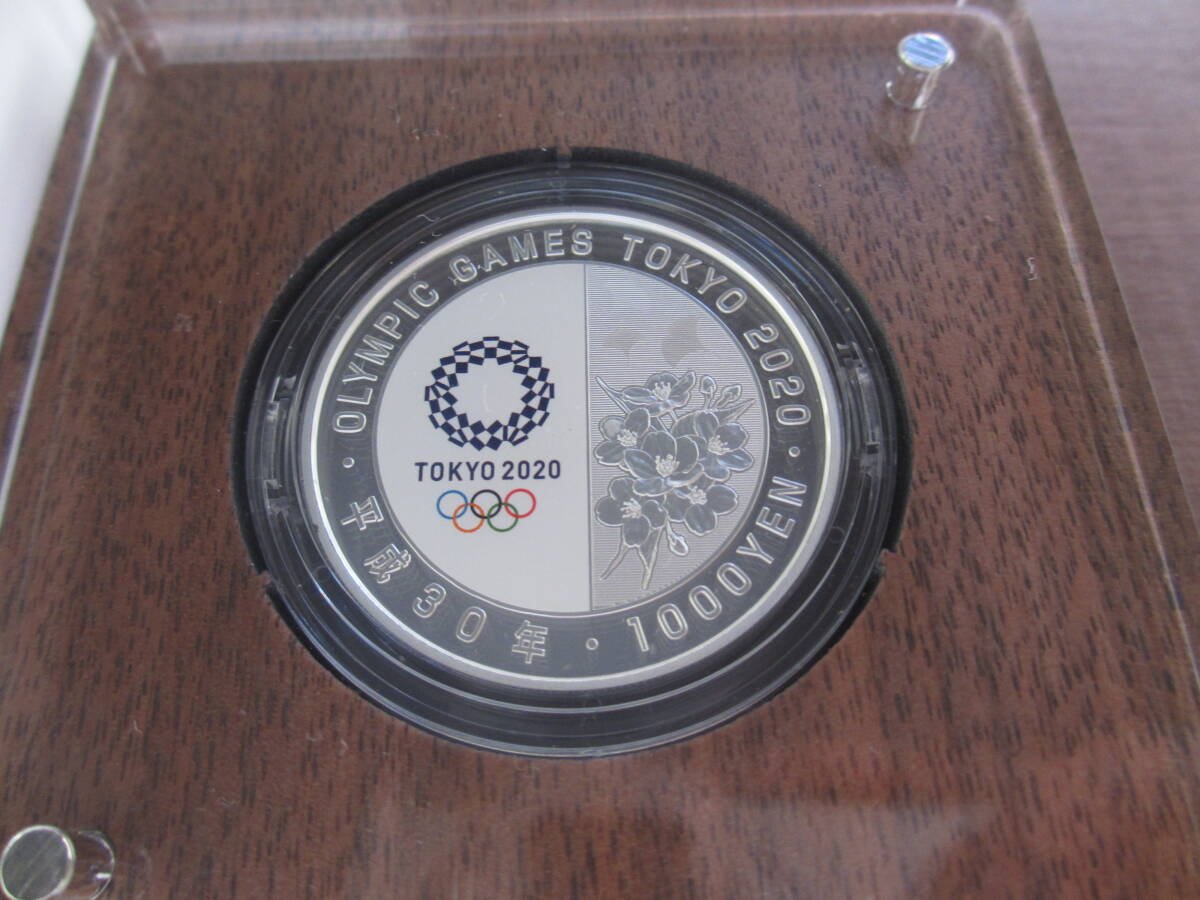 · OLYMPIC GAMES TOKYO 2020 ·
TOKYO 2020
平成30年 · 1000YEN